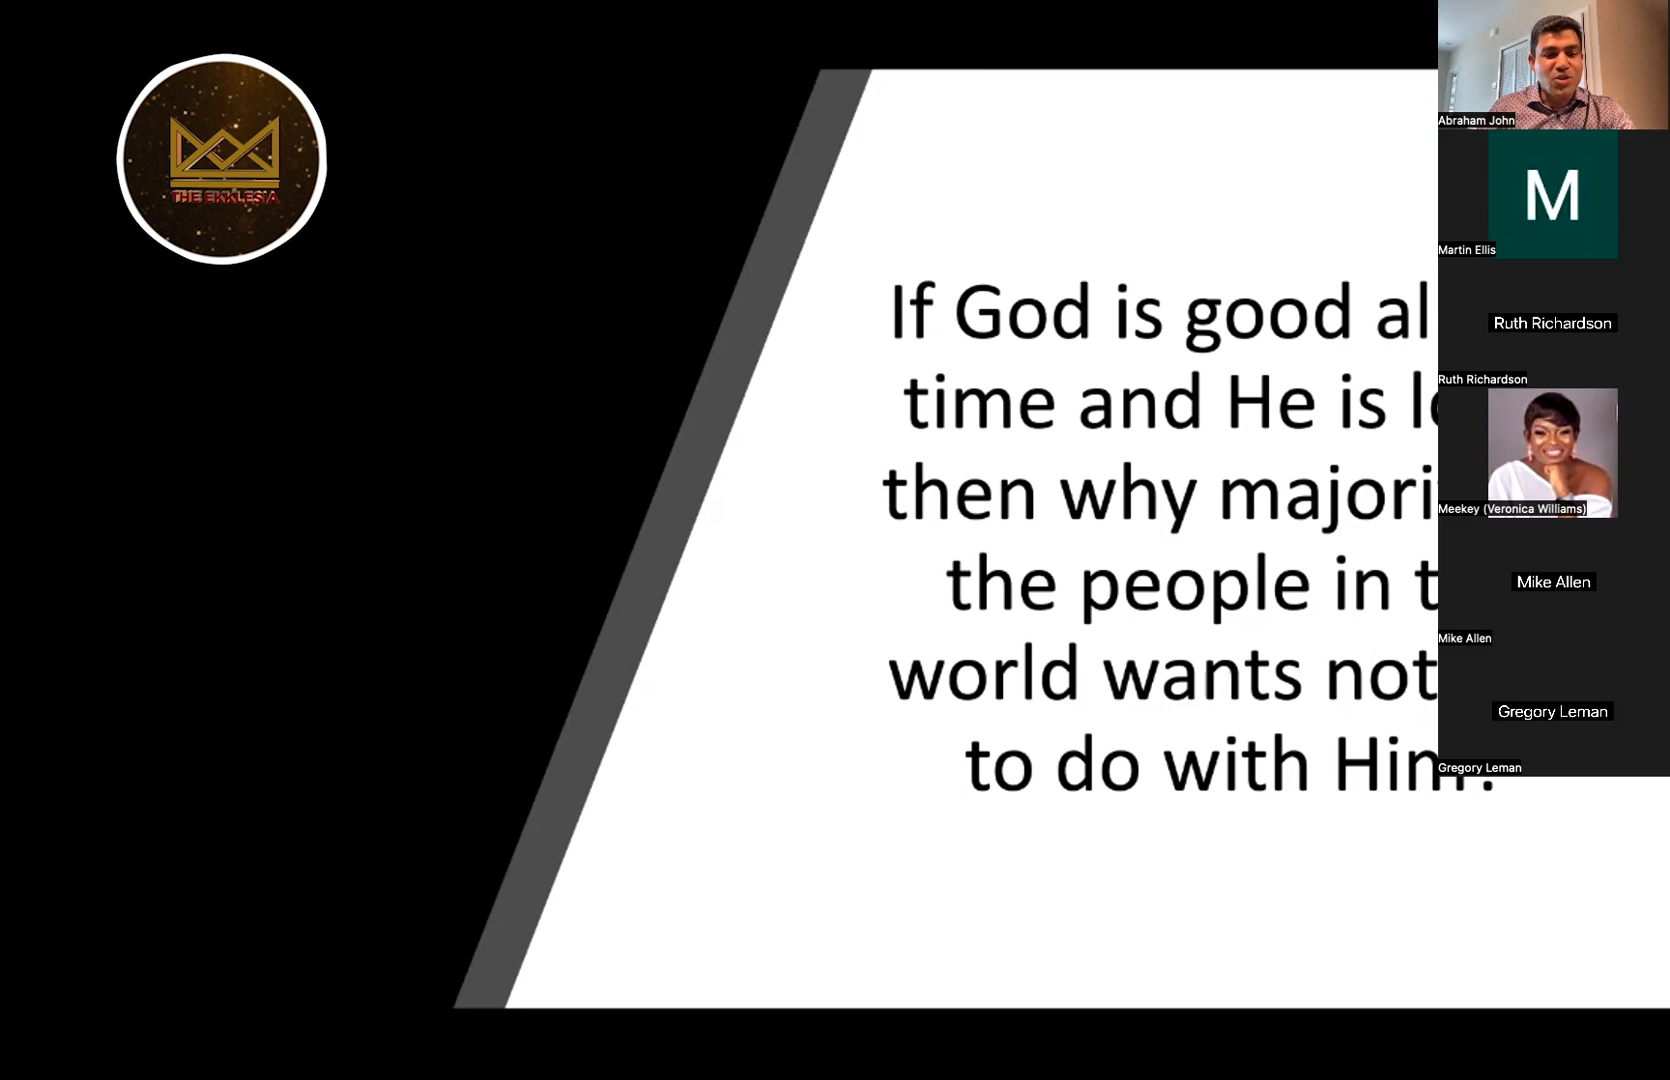 THE EKKLESIA
If God is good al
time and He is lo
then why majori
the people in t
world wants not
to do with Him?
Abraham John
M
Martin Ellis
Ruth Richardson
Ruth Richardson
Meekey (Veronica Williams)
Mike Allen
Mike Allen
Gregory Leman
Gregory Leman